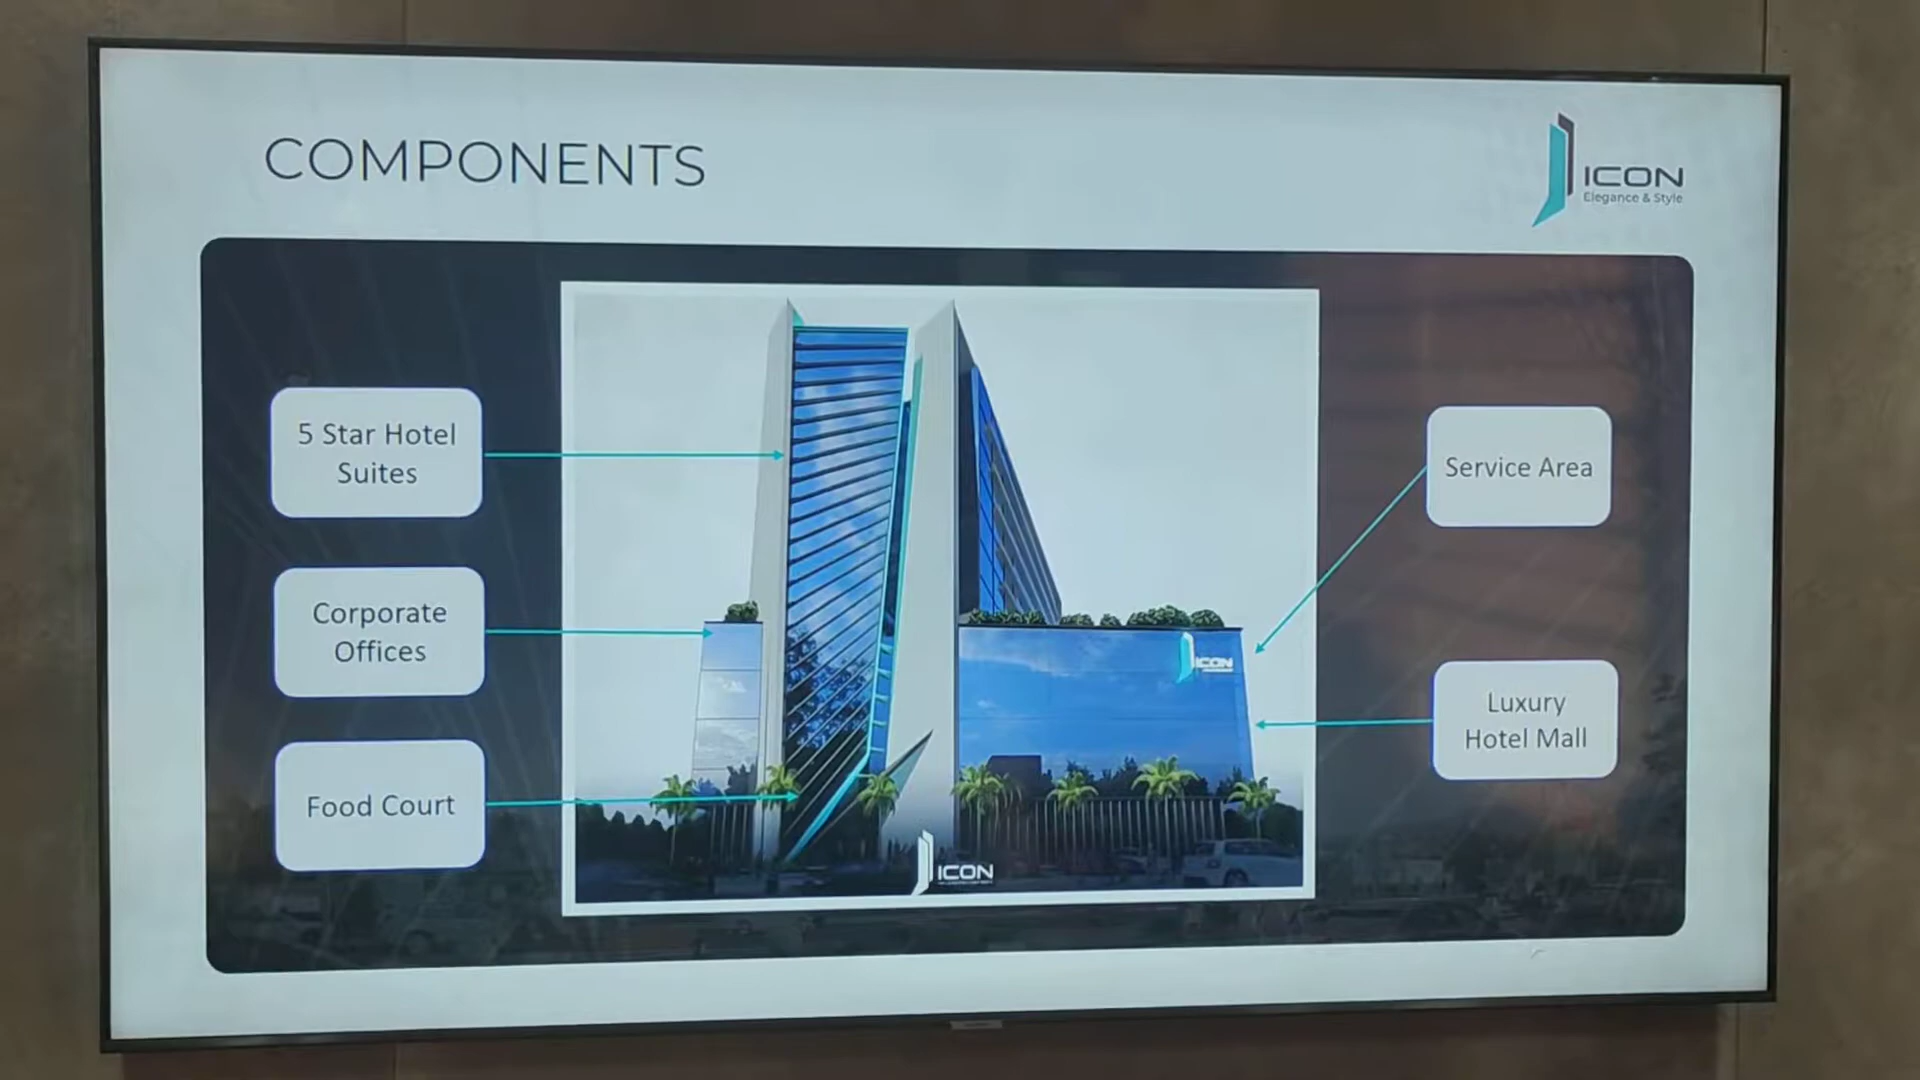 COMPONENTS
ICON
Elegance & Style
5 Star Hotel
Suites
Corporate
Offices
Food Court
Service Area
Luxury
Hotel Mall
ICON
ICON